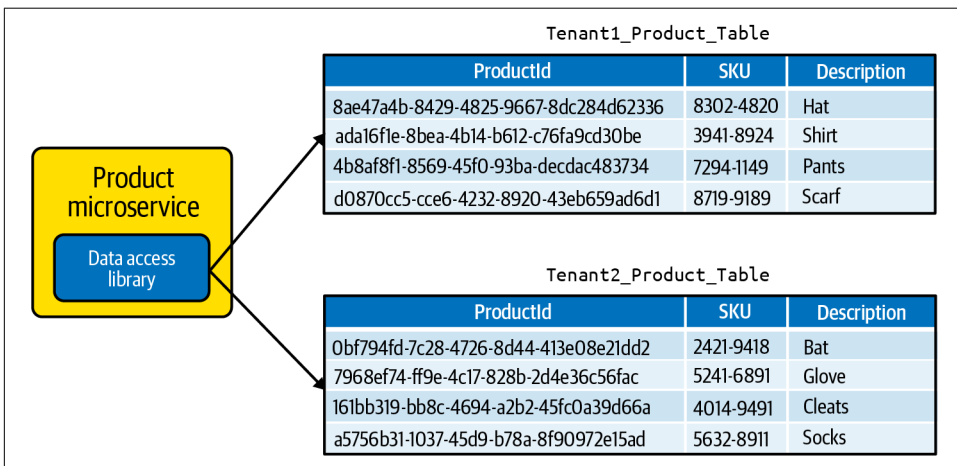 Tenant1_Product_Table
ProductId SKU Description
8ae47a4b-8429-4825-9667-8dc284d62336 8302-4820 Hat
ada16f1e-8bea-4b14-b612-c76fa9cd30be 3941-8924 Shirt
4b8af8f1-8569-45f0-93ba-decdac483734 7294-1149 Pants
d0870cc5-cce6-4232-8920-43eb659ad6d1 8719-9189 Scarf
Product
microservice
Data access
library
Tenant2_Product_Table
ProductId SKU Description
0bf794fd-7c28-4726-8d44-413e08e21dd2 2421-9418 Bat
7968ef74-ff9e-4c17-828b-2d4e36c56fac 5241-6891 Glove
161bb319-bb8c-4694-a2b2-45fc0a39d66a 4014-9491 Cleats
a5756b31-1037-45d9-b78a-8f90972e15ad 5632-8911 Socks